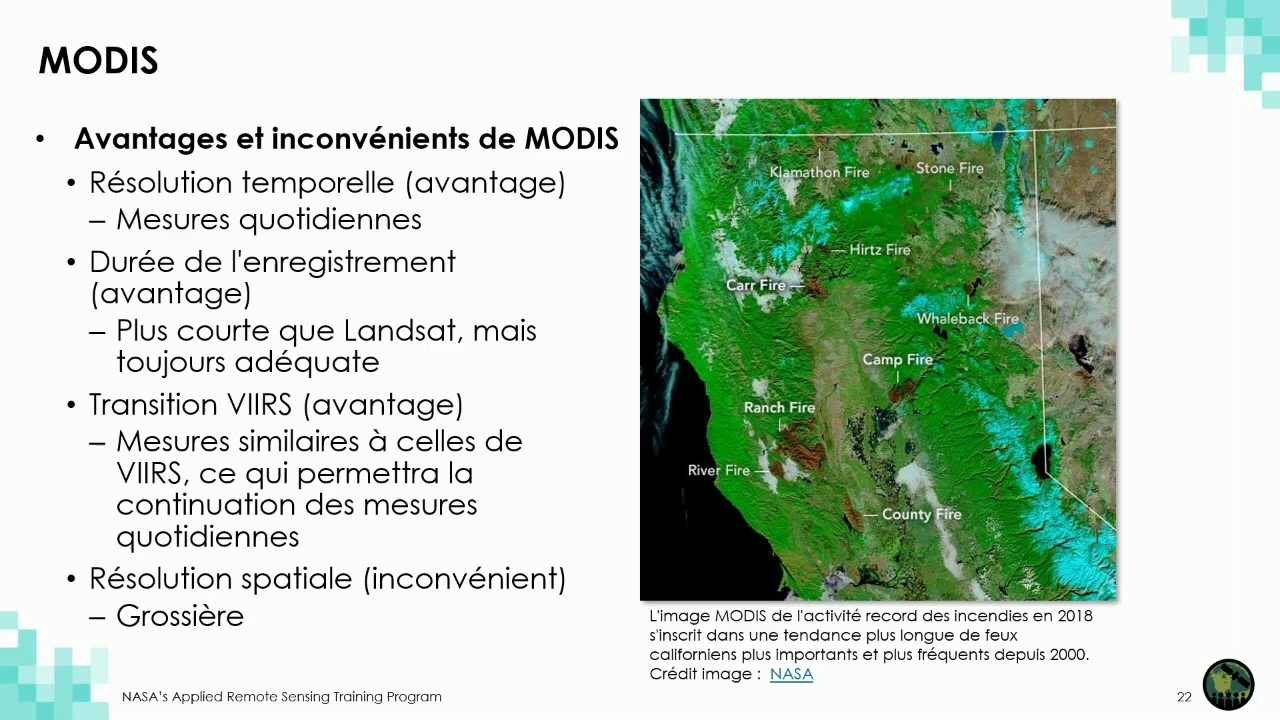 MODIS
• Avantages et inconvénients de MODIS
• Résolution temporelle (avantage)
– Mesures quotidiennes
• Durée de l'enregistrement
(avantage)
– Plus courte que Landsat, mais
toujours adéquate
• Transition VIIRS (avantage)
– Mesures similaires à celles de
VIIRS, ce qui permettra la
continuation des mesures
quotidiennes
• Résolution spatiale (inconvénient)
– Grossière
Klamathon Fire
Stone Fire
Hirtz Fire
Carr Fire
Whaleback Fire
Camp Fire
Ranch Fire
River Fire
County Fire
L'image MODIS de l'activité record des incendies en 2018
s'inscrit dans une tendance plus longue de feux
californiens plus importants et plus fréquents depuis 2000.
Crédit image : NASA
NASA's Applied Remote Sensing Training Program
22